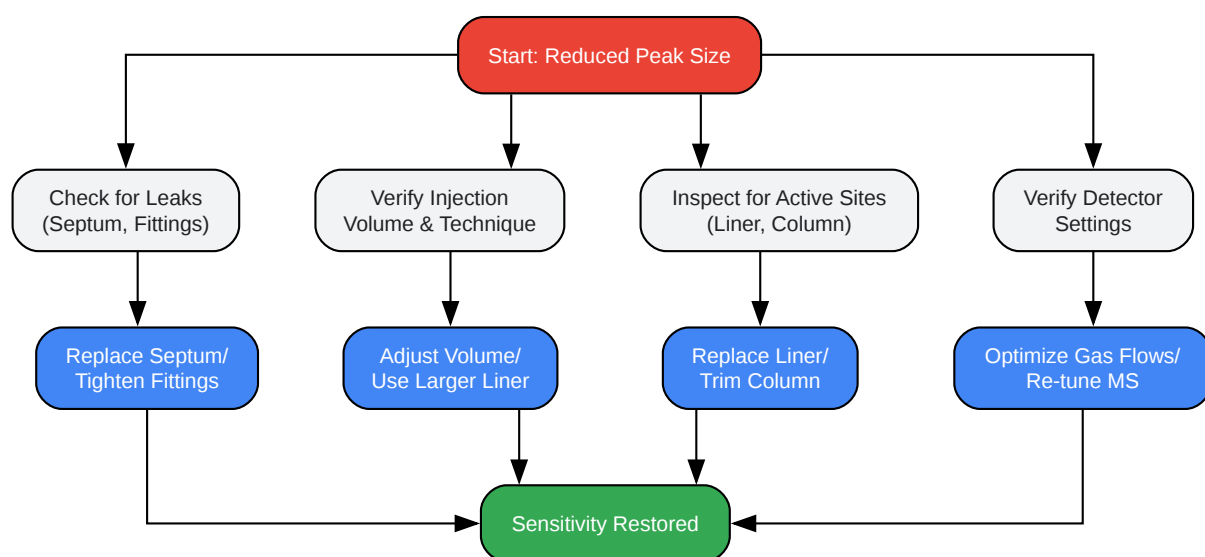 Start: Reduced Peak Size
Check for Leaks
(Septum, Fittings)
Verify Injection
Volume & Technique
Inspect for Active Sites
(Liner, Column)
Verify Detector
Settings
Replace Septum/
Tighten Fittings
Adjust Volume/
Use Larger Liner
Replace Liner/
Trim Column
Optimize Gas Flows/
Re-tune MS
Sensitivity Restored